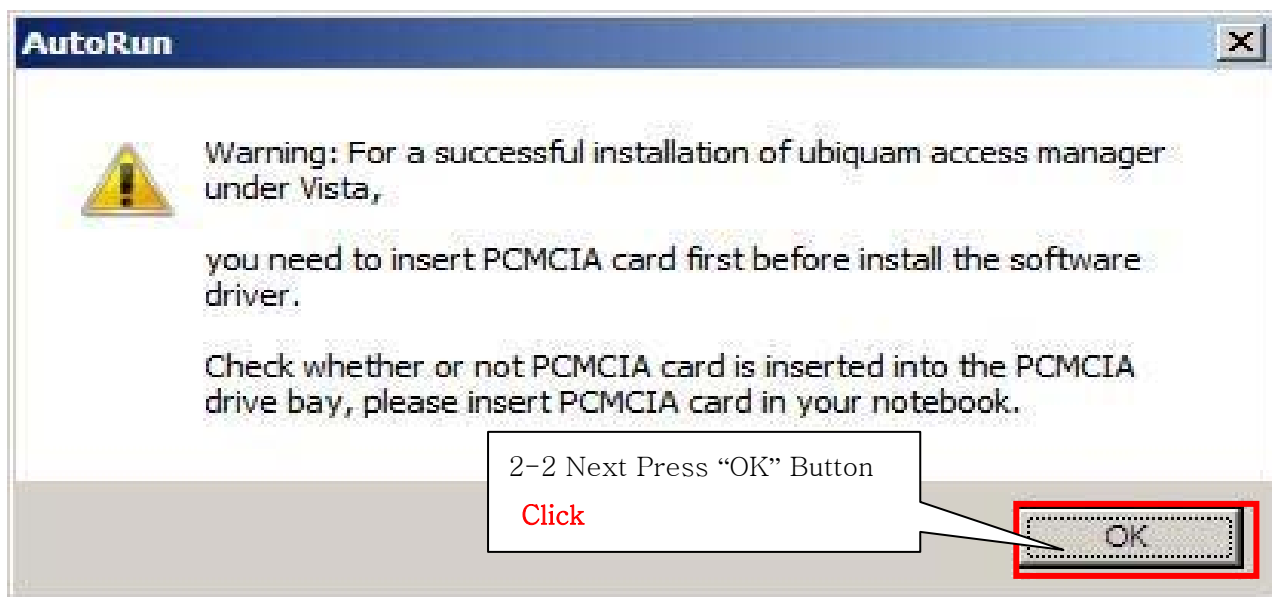 AutoRun
Warning: For a successful installation of ubiquam access manager
under Vista,
you need to insert PCMCIA card first before install the software
driver.
Check whether or not PCMCIA card is inserted into the PCMCIA
drive bay, please insert PCMCIA card in your notebook.
2-2 Next Press “OK” Button
Click
OK